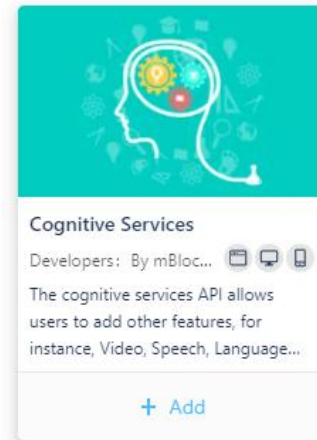 Cognitive Services
Developers: By mBloc...
The cognitive services API allows
users to add other features, for
instance, Video, Speech, Language...
+ Add